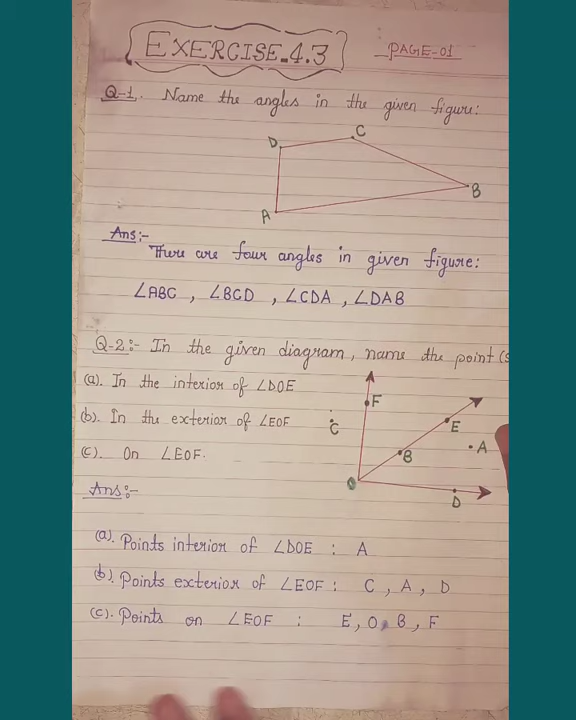 EXERCISE-4.3
PAGE-01
Q-1. Name the angles in the given figure:
D
C
B
A
Ans:-
There are four angles in given figure:
∠ABC , ∠BCD , ∠CDA , ∠DAB
Q-2:- In the given diagram, name the point(s
(a). In the interior of ∠DOE
(b). In the exterior of ∠EOF
(c). On ∠EOF.
F
C
E
A
B
O
D
Ans:-
(a). Points interior of ∠DOE : A
(b). Points exterior of ∠EOF : C , A , D
(c). Points on ∠EOF : E, O, B , F